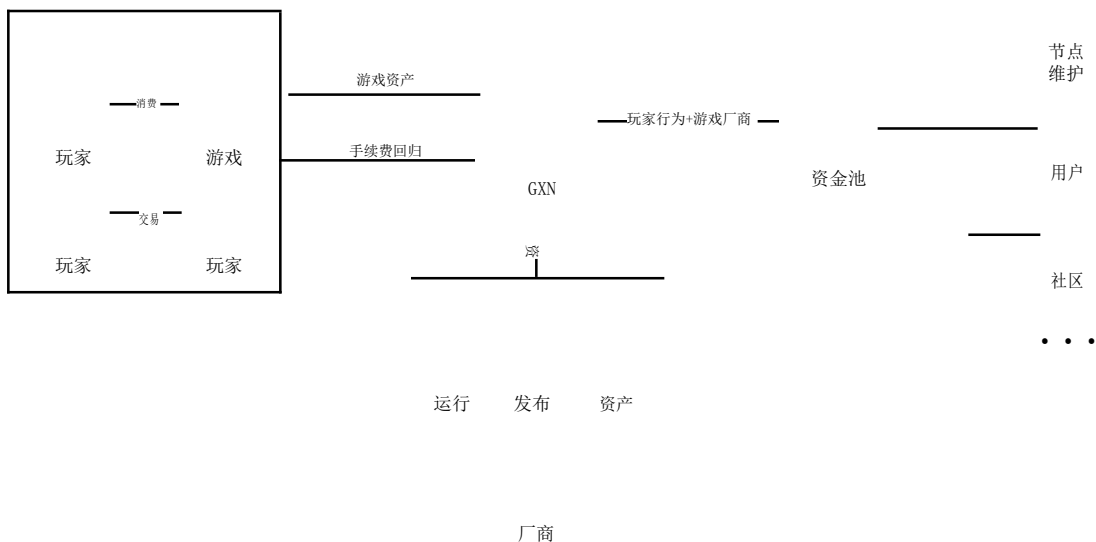 节点
维护
游戏资产
消费
玩家行为+游戏厂商
手续费回归
玩家
游戏
用户
资金池
GXN
交易
资
玩家
玩家
社区
...
运行
发布
资产
厂商